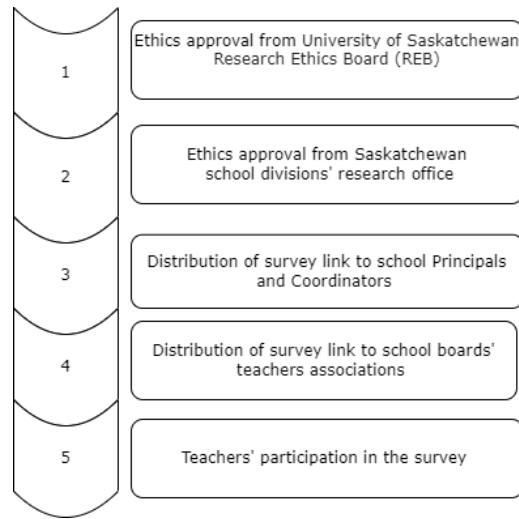 1
Ethics approval from University of Saskatchewan
Research Ethics Board (REB)
2
Ethics approval from Saskatchewan
school divisions' research office
3
Distribution of survey link to school Principals
and Coordinators
4
Distribution of survey link to school boards'
teachers associations
5
Teachers' participation in the survey